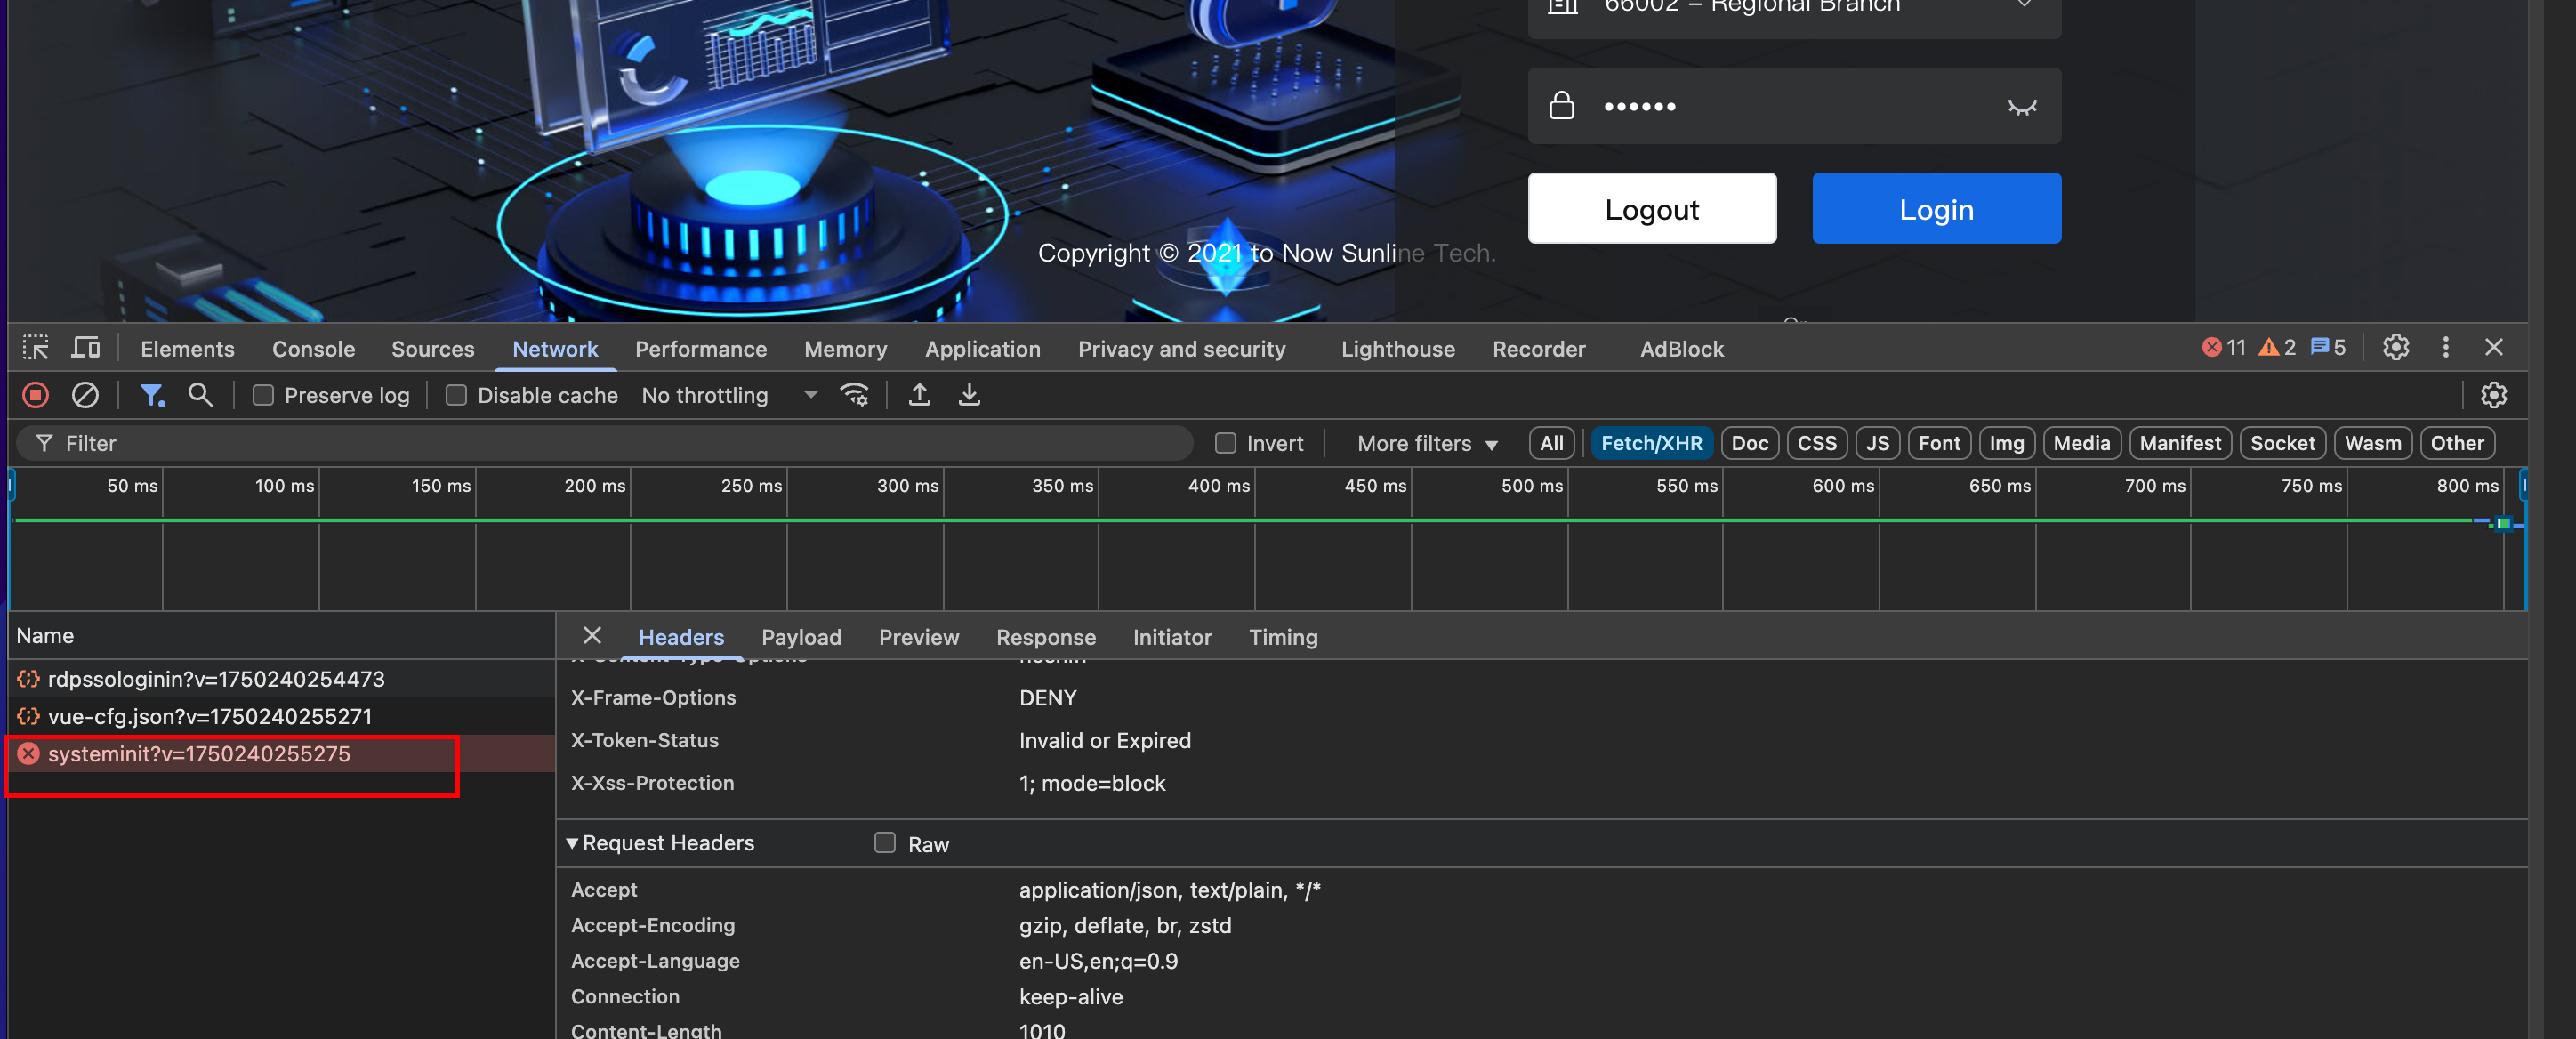 66002 – Regional Branch
••••••
Logout
Login
Copyright © 2021 to Now Sunline Tech.
Elements
Console
Sources
Network
Performance
Memory
Application
Privacy and security
Lighthouse
Recorder
AdBlock
11
2
5
Preserve log
Disable cache
No throttling
Filter
Invert
More filters
All
Fetch/XHR
Doc
CSS
JS
Font
Img
Media
Manifest
Socket
Wasm
Other
50 ms
100 ms
150 ms
200 ms
250 ms
300 ms
350 ms
400 ms
450 ms
500 ms
550 ms
600 ms
650 ms
700 ms
750 ms
800 ms
Name
Headers
Payload
Preview
Response
Initiator
Timing
rdpssologinin?v=1750240254473
vue-cfg.json?v=1750240255271
systeminit?v=1750240255275
X-Content-Type-Options
nosniff
X-Frame-Options
DENY
X-Token-Status
Invalid or Expired
X-Xss-Protection
1; mode=block
Request Headers
Raw
Accept
application/json, text/plain, */*
Accept-Encoding
gzip, deflate, br, zstd
Accept-Language
en-US,en;q=0.9
Connection
keep-alive
Content-Length
1010